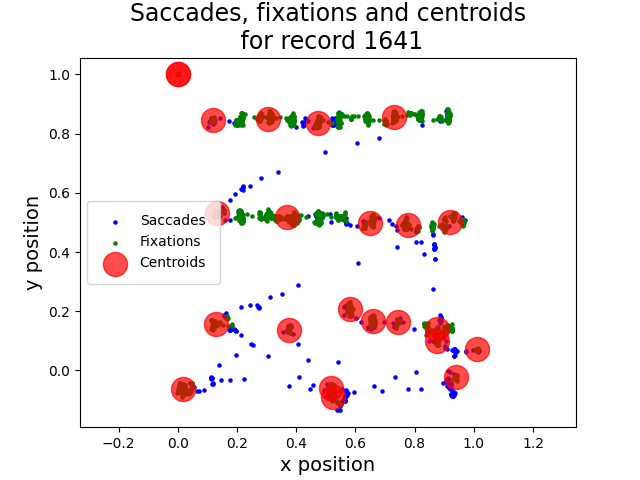 Saccades, fixations and centroids
for record 1641
y position
1.0
0.8
0.6
0.4
0.2
0.0
Saccades
Fixations
Centroids
−0.2 0.0 0.2 0.4 0.6 0.8 1.0 1.2
x position